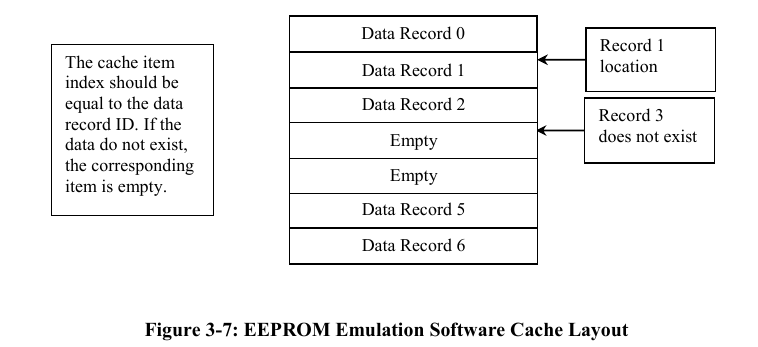 The cache item
index should be
equal to the data
record ID. If the
data do not exist,
the corresponding
item is empty.
Data Record 0
Data Record 1
Data Record 2
Empty
Empty
Data Record 5
Data Record 6
Record 1
location
Record 3
does not exist
Figure 3-7: EEPROM Emulation Software Cache Layout